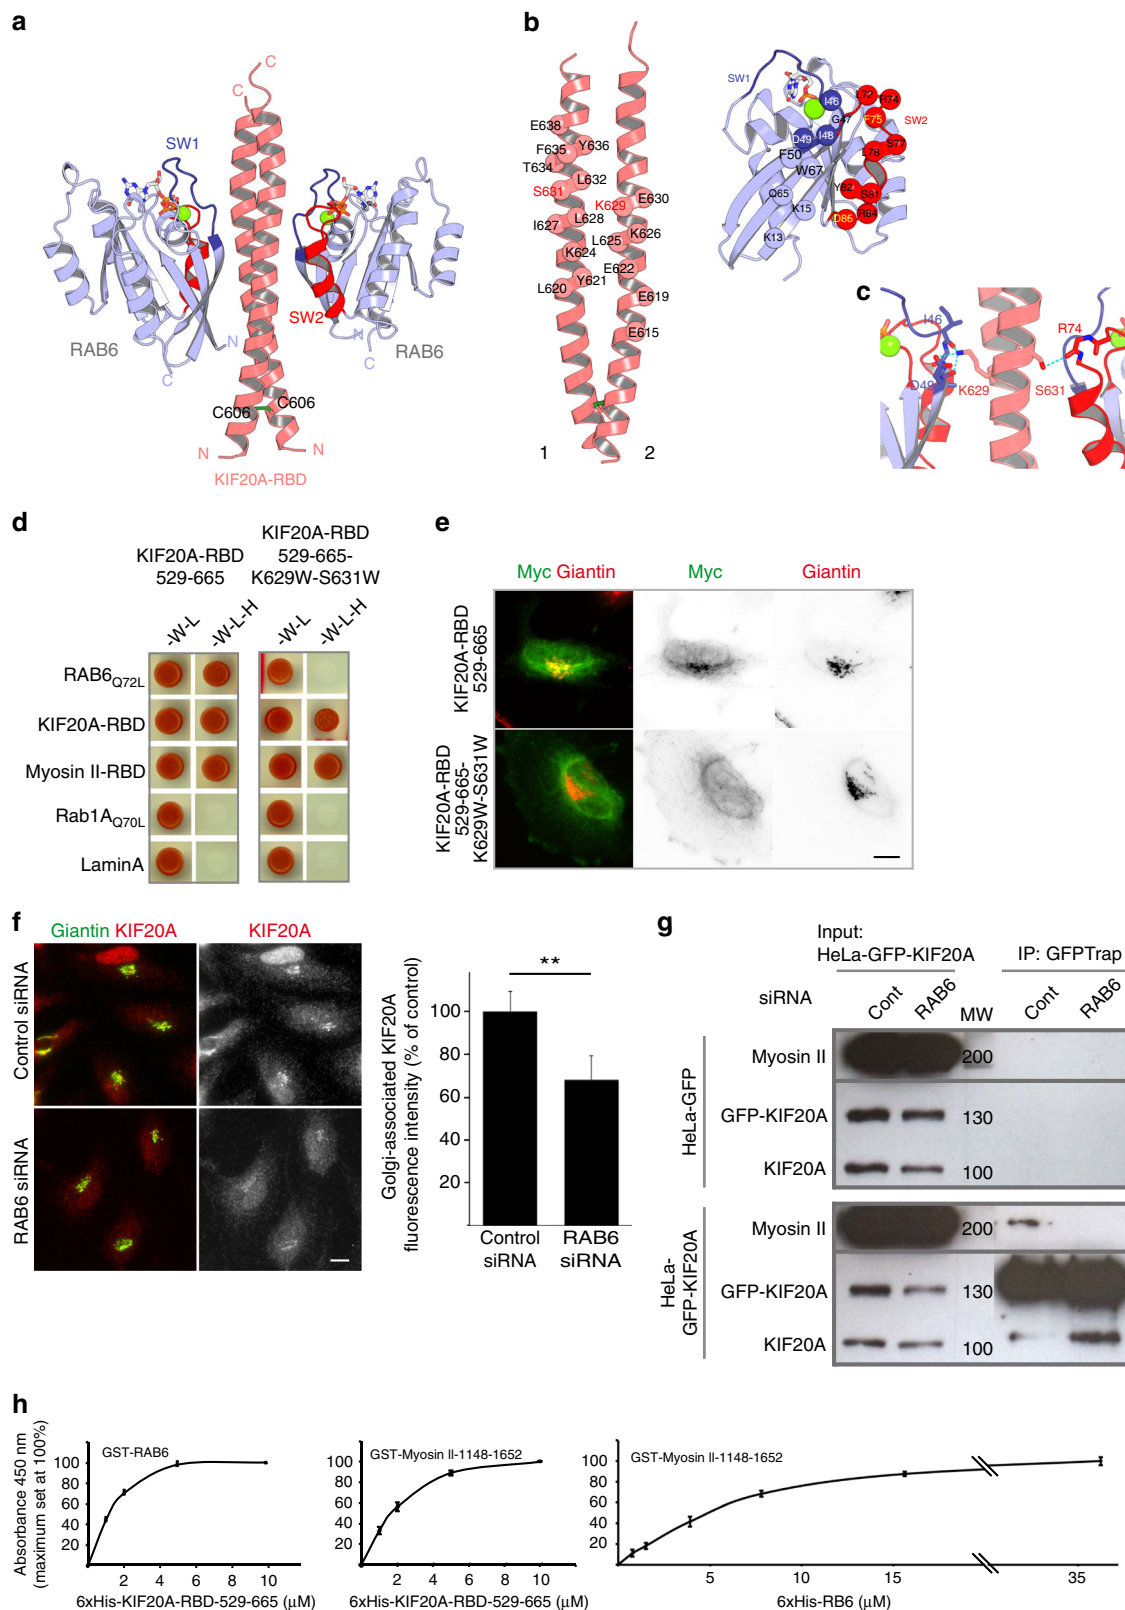 a
C
C
SW1
SW2
RAB6
N
C
N
C
RAB6
C606
C606
N
N
KIF20A-RBD
b
E638
F635
Y636
T634
L632
S631
K629
E630
I627
L628
K626
L625
K624
E622
Y621
L620
E619
E615
1
2
SW1
I46
L72
R74
G47
F75
SW2
D49
I48
S77
F50
L78
W67
Y82
S81
Q65
K15
D85
R84
K13
c
I46
R74
D49
K629
S631
d
KIF20A-RBD
529-665
KIF20A-RBD
529-665-
K629W-S631W
-W-L
-W-L-H
-W-L
-W-L-H
RAB6Q72L
KIF20A-RBD
Myosin II-RBD
Rab1AQ70L
LaminA
e
Myc Giantin
Myc
Giantin
KIF20A-RBD
529-665
KIF20A-RBD
529-665-
K629W-S631W
f
Giantin KIF20A
KIF20A
Control siRNA
RAB6 siRNA
Golgi-associated KIF20A
fluorescence intensity (% of control)
100
80
60
40
20
**
Control
siRNA
RAB6
siRNA
g
Input:
HeLa-GFP-KIF20A
IP: GFPTrap
siRNA
Cont
RAB6
MW
Cont
RAB6
HeLa-GFP
Myosin II
200
GFP-KIF20A
130
KIF20A
100
HeLa-
GFP-KIF20A
Myosin II
200
GFP-KIF20A
130
KIF20A
100
h
Absorbance 450 nm
(maximum set at 100%)
100
80
60
40
20
GST-RAB6
2 4 6 8 10
6xHis-KIF20A-RBD-529-665 (μM)
100
80
60
40
20
GST-Myosin II-1148-1652
2 4 6 8 10
6xHis-KIF20A-RBD-529-665 (μM)
100
80
60
40
20
GST-Myosin II-1148-1652
5 10 15 35
6xHis-RB6 (μM)